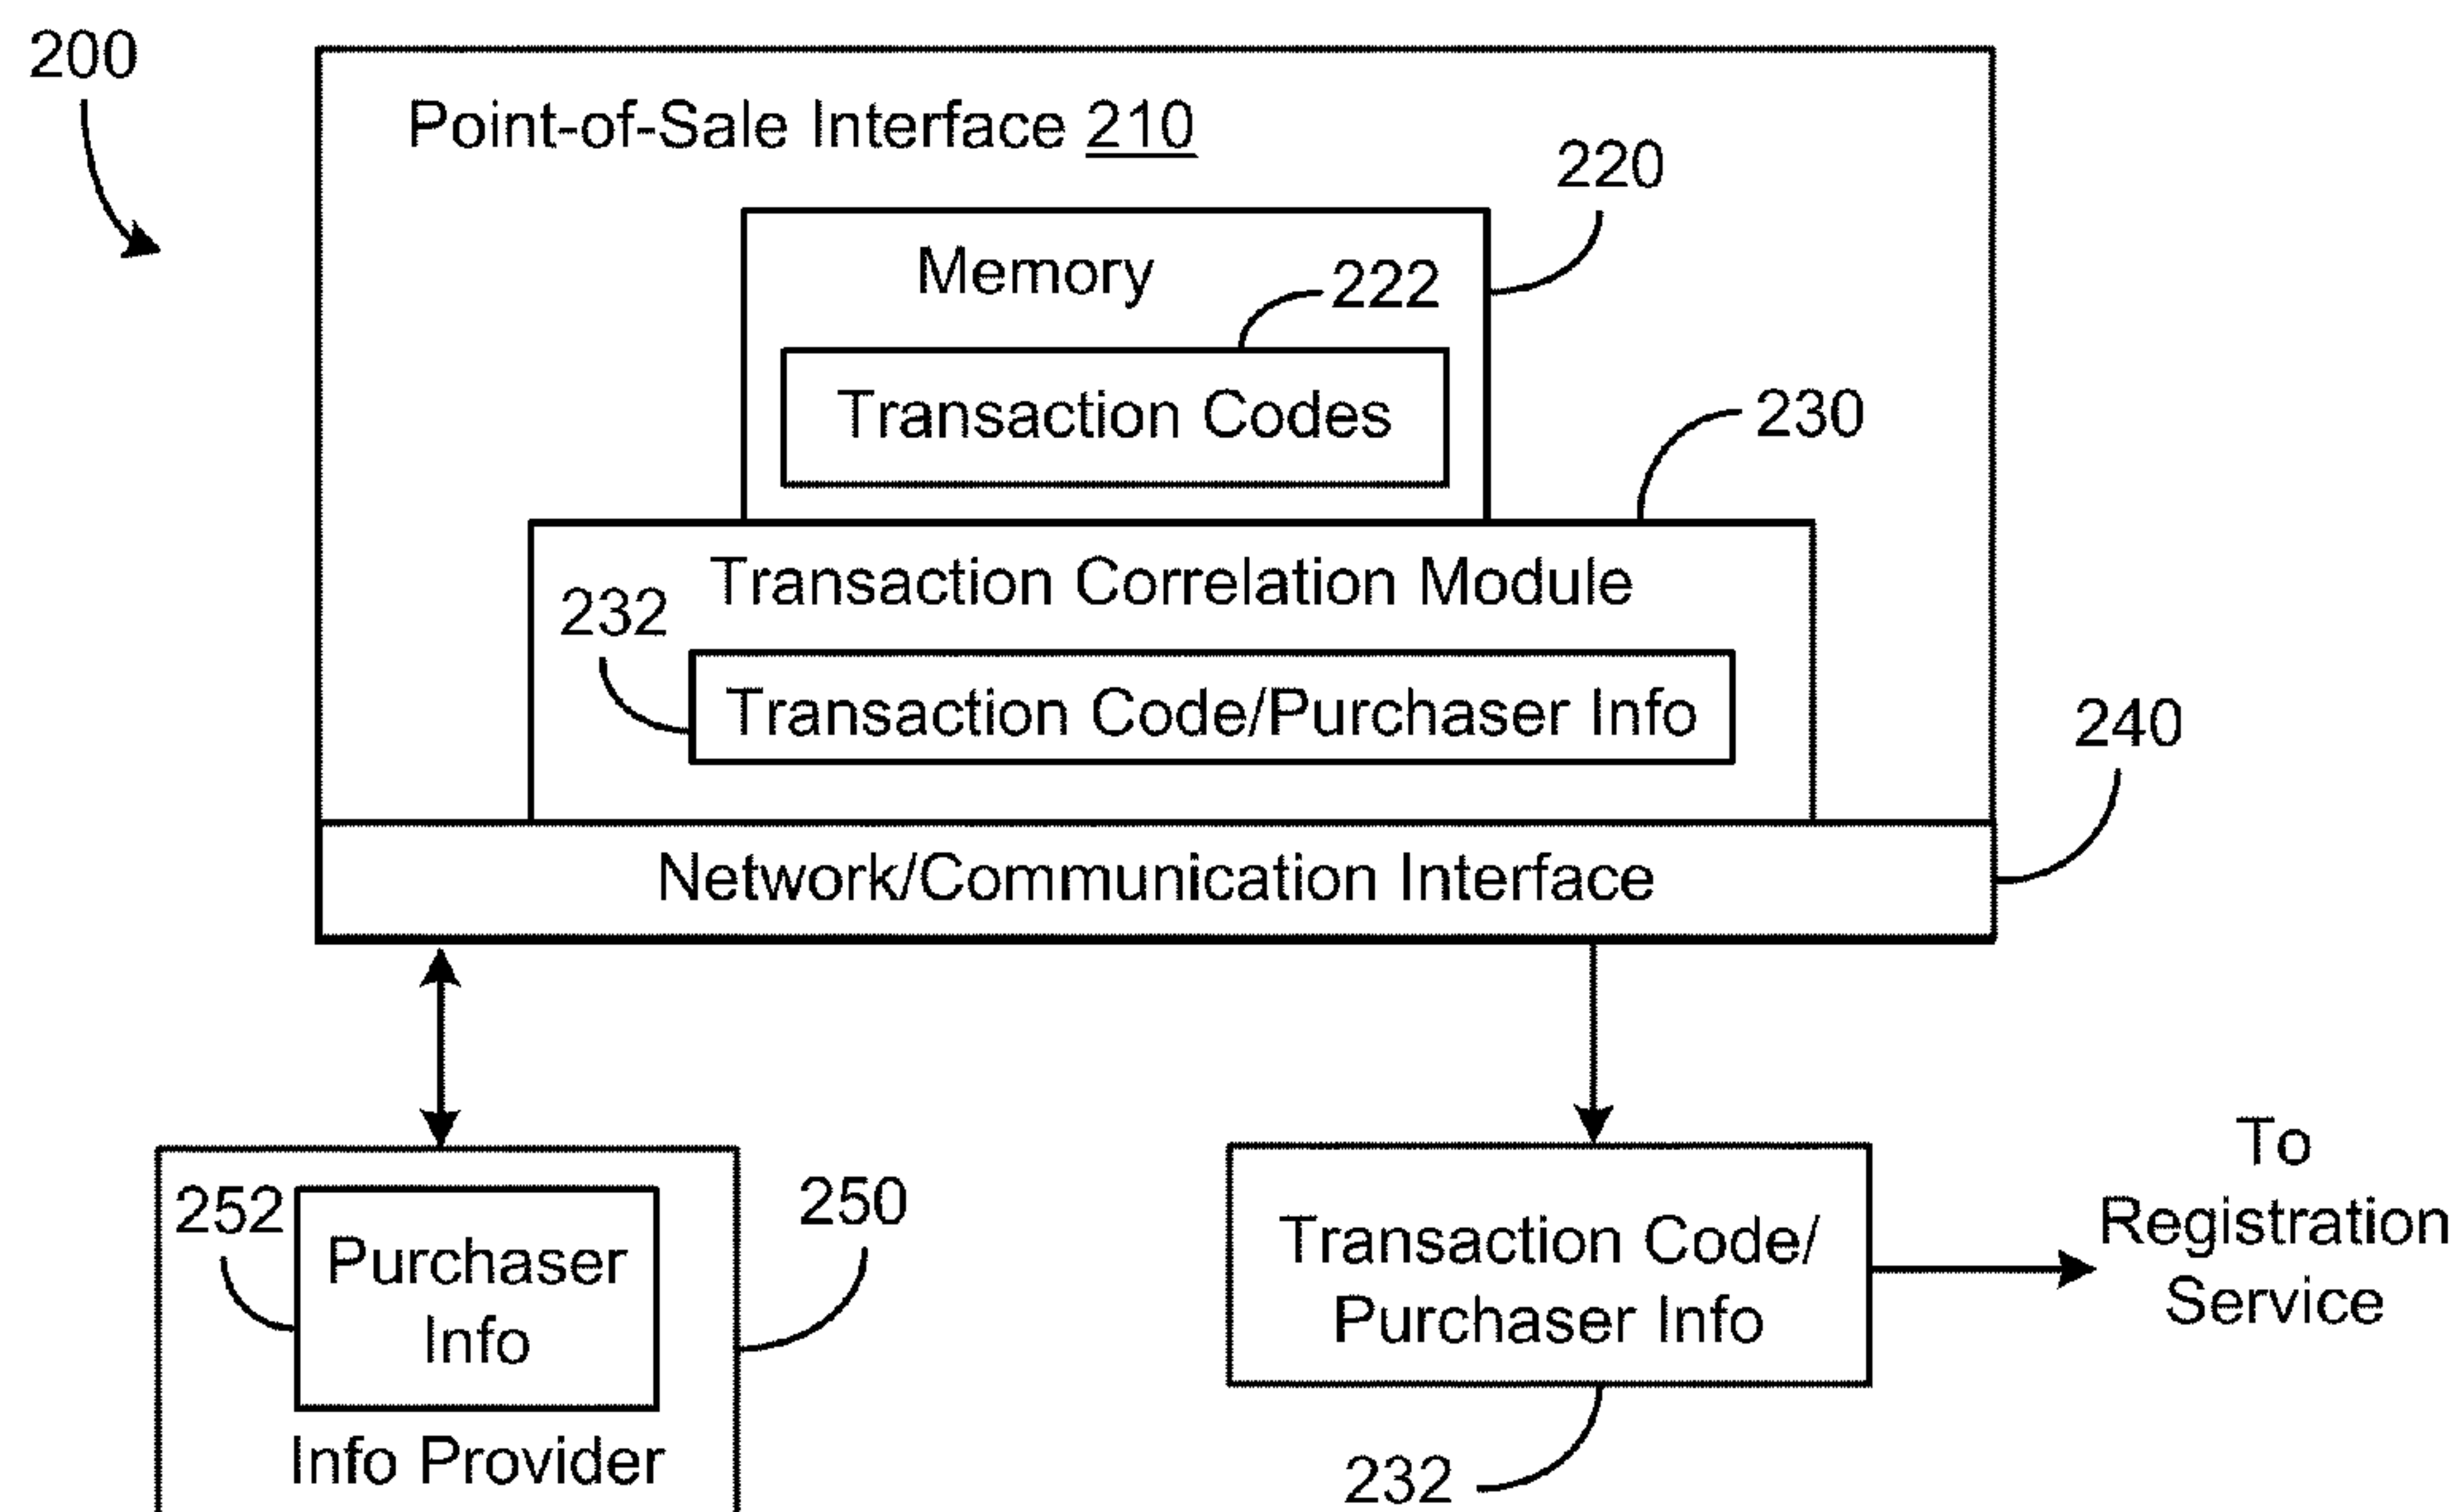 200
Point-of-Sale Interface 210
220
Memory
222
Transaction Codes
230
Transaction Correlation Module
232
Transaction Code/Purchaser Info
240
Network/Communication Interface
252
Purchaser
Info
250
Info Provider
Transaction Code/
Purchaser Info
232
To
Registration
Service